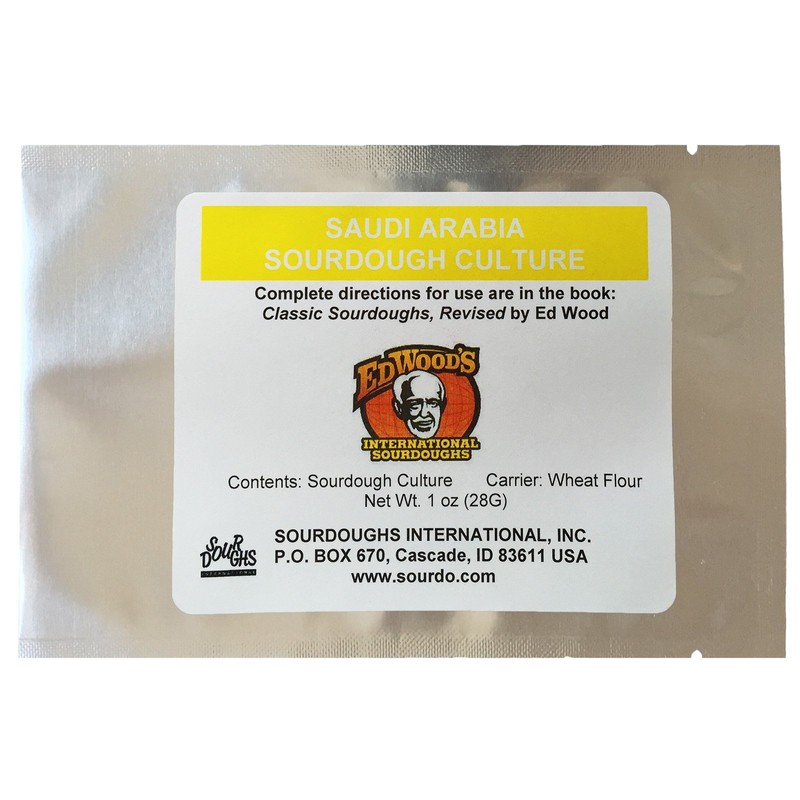 SAUDI ARABIA
SOURDOUGH CULTURE
Complete directions for use are in the book:
Classic Sourdoughs, Revised by Ed Wood
ED WOOD'S
INTERNATIONAL
SOURDOUGHS
Contents: Sourdough Culture Carrier: Wheat Flour
Net Wt. 1 oz (28G)
SOURDOUGHS
INTERNATIONAL
SOURDOUGHS INTERNATIONAL, INC.
P.O. BOX 670, Cascade, ID 83611 USA
www.sourdo.com